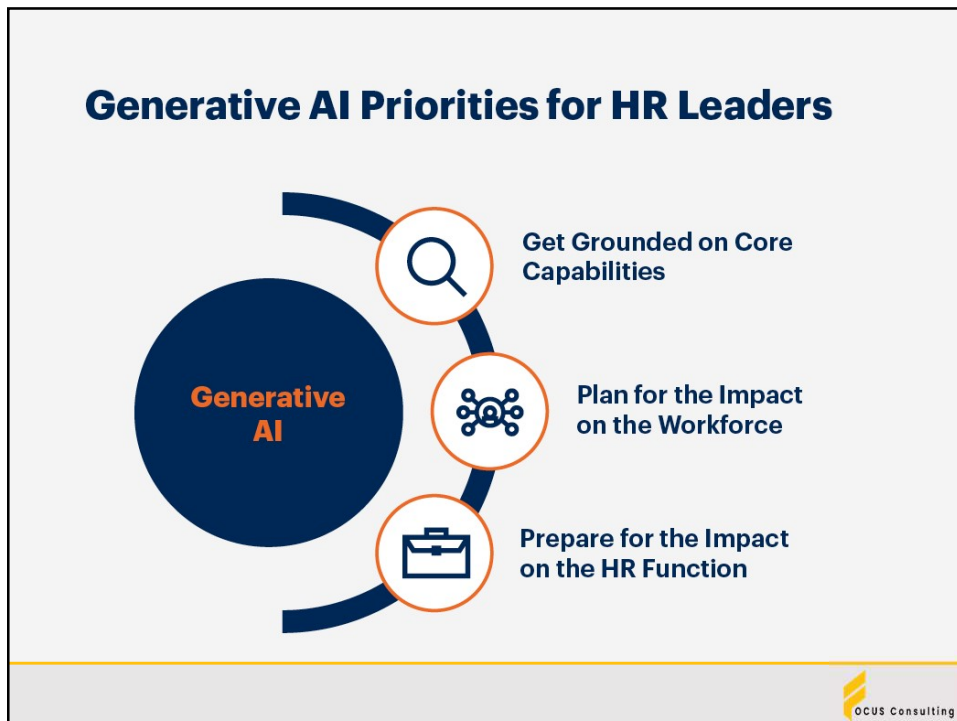 Generative AI Priorities for HR Leaders
Get Grounded on Core
Capabilities
Generative
AI
Plan for the Impact
on the Workforce
Prepare for the Impact
on the HR Function
FOCUS Consulting